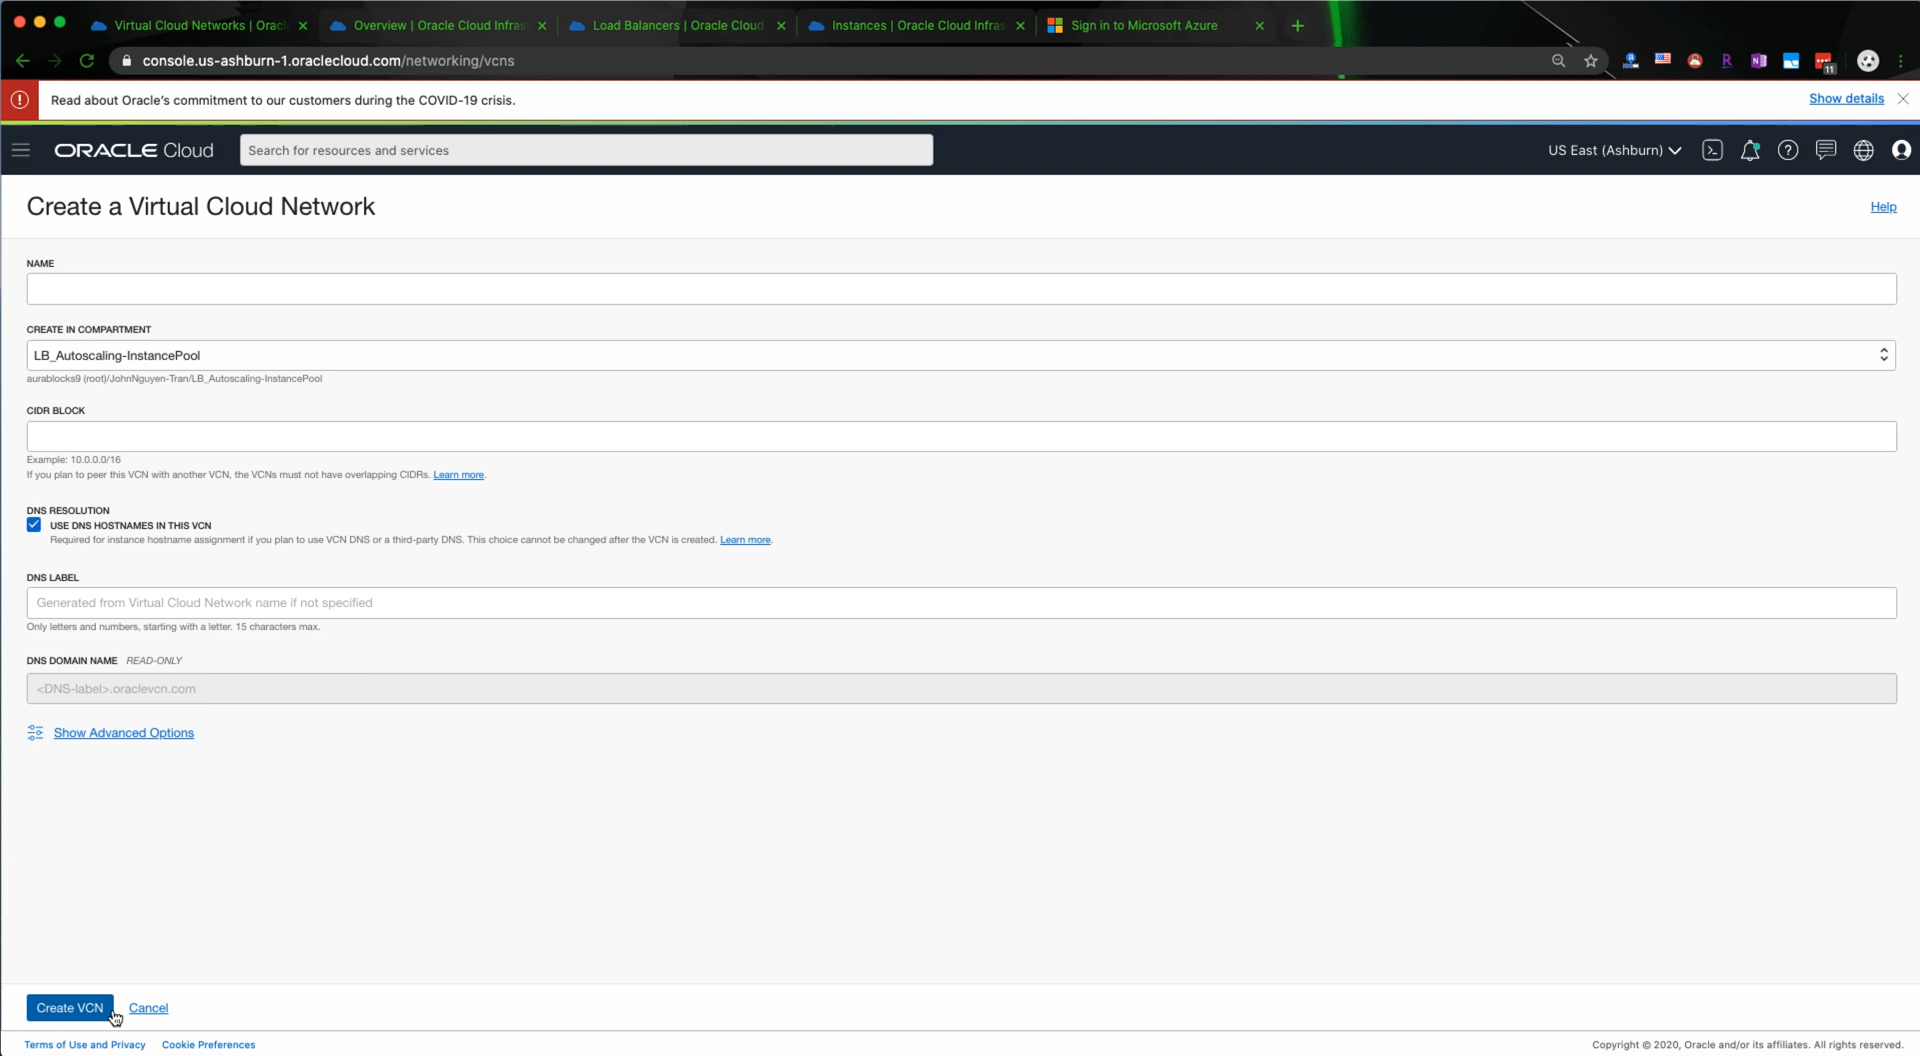 Virtual Cloud Networks | Oracl
Overview | Oracle Cloud Infras
Load Balancers | Oracle Cloud
Instances | Oracle Cloud Infras
Sign in to Microsoft Azure
console.us-ashburn-1.oraclecloud.com/networking/vcns
11
Read about Oracle's commitment to our customers during the COVID-19 crisis.
Show details
ORACLE Cloud
Search for resources and services
US East (Ashburn)
Create a Virtual Cloud Network
Help
NAME
CREATE IN COMPARTMENT
LB_Autoscaling-InstancePool
aurablocks9 (root)/JohnNguyen-Tran/LB_Autoscaling-InstancePool
CIDR BLOCK
Example: 10.0.0.0/16
If you plan to peer this VCN with another VCN, the VCNs must not have overlapping CIDRs. Learn more.
DNS RESOLUTION
USE DNS HOSTNAMES IN THIS VCN
Required for instance hostname assignment if you plan to use VCN DNS or a third-party DNS. This choice cannot be changed after the VCN is created. Learn more.
DNS LABEL
Generated from Virtual Cloud Network name if not specified
Only letters and numbers, starting with a letter. 15 characters max.
DNS DOMAIN NAME READ-ONLY
<DNS-label>.oraclevcn.com
Show Advanced Options
Create VCN
Cancel
Terms of Use and Privacy
Cookie Preferences
Copyright © 2020, Oracle and/or its affiliates. All rights reserved.